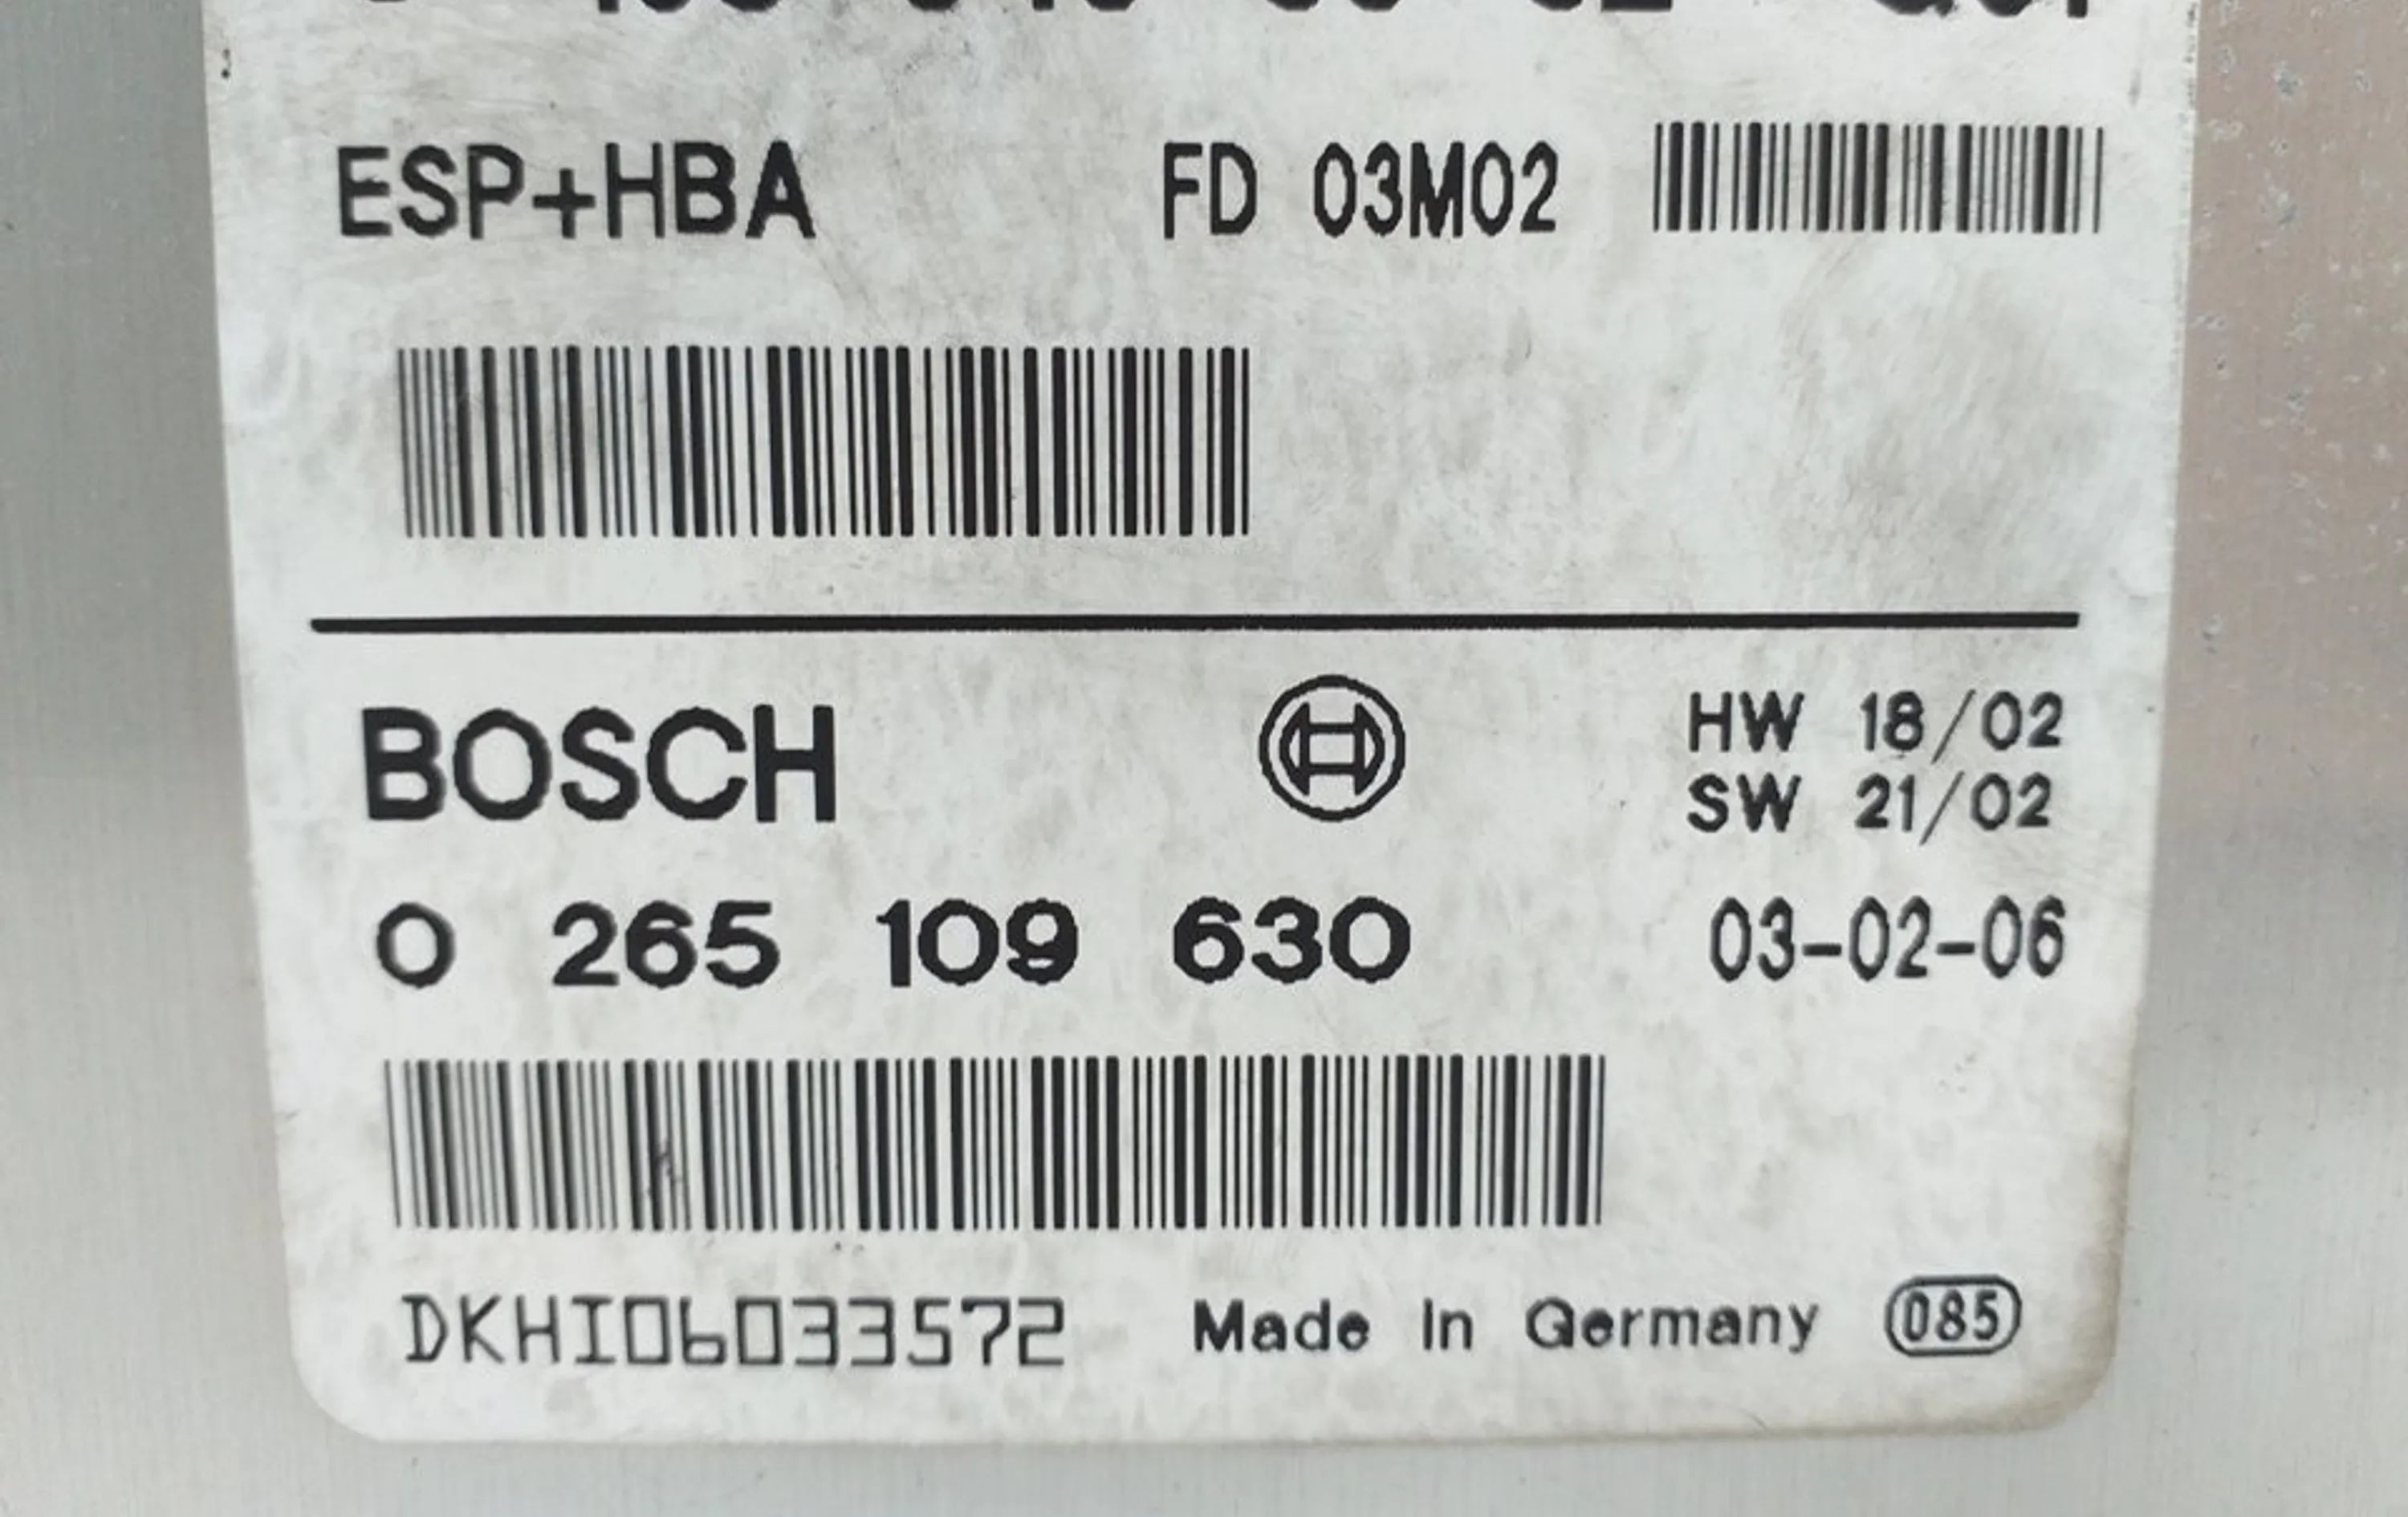 ESP+HBA FD 03M02
BOSCH HW 18/02
SW 21/02
0 265 109 630 03-02-06
DKHI06033572 Made in Germany 085